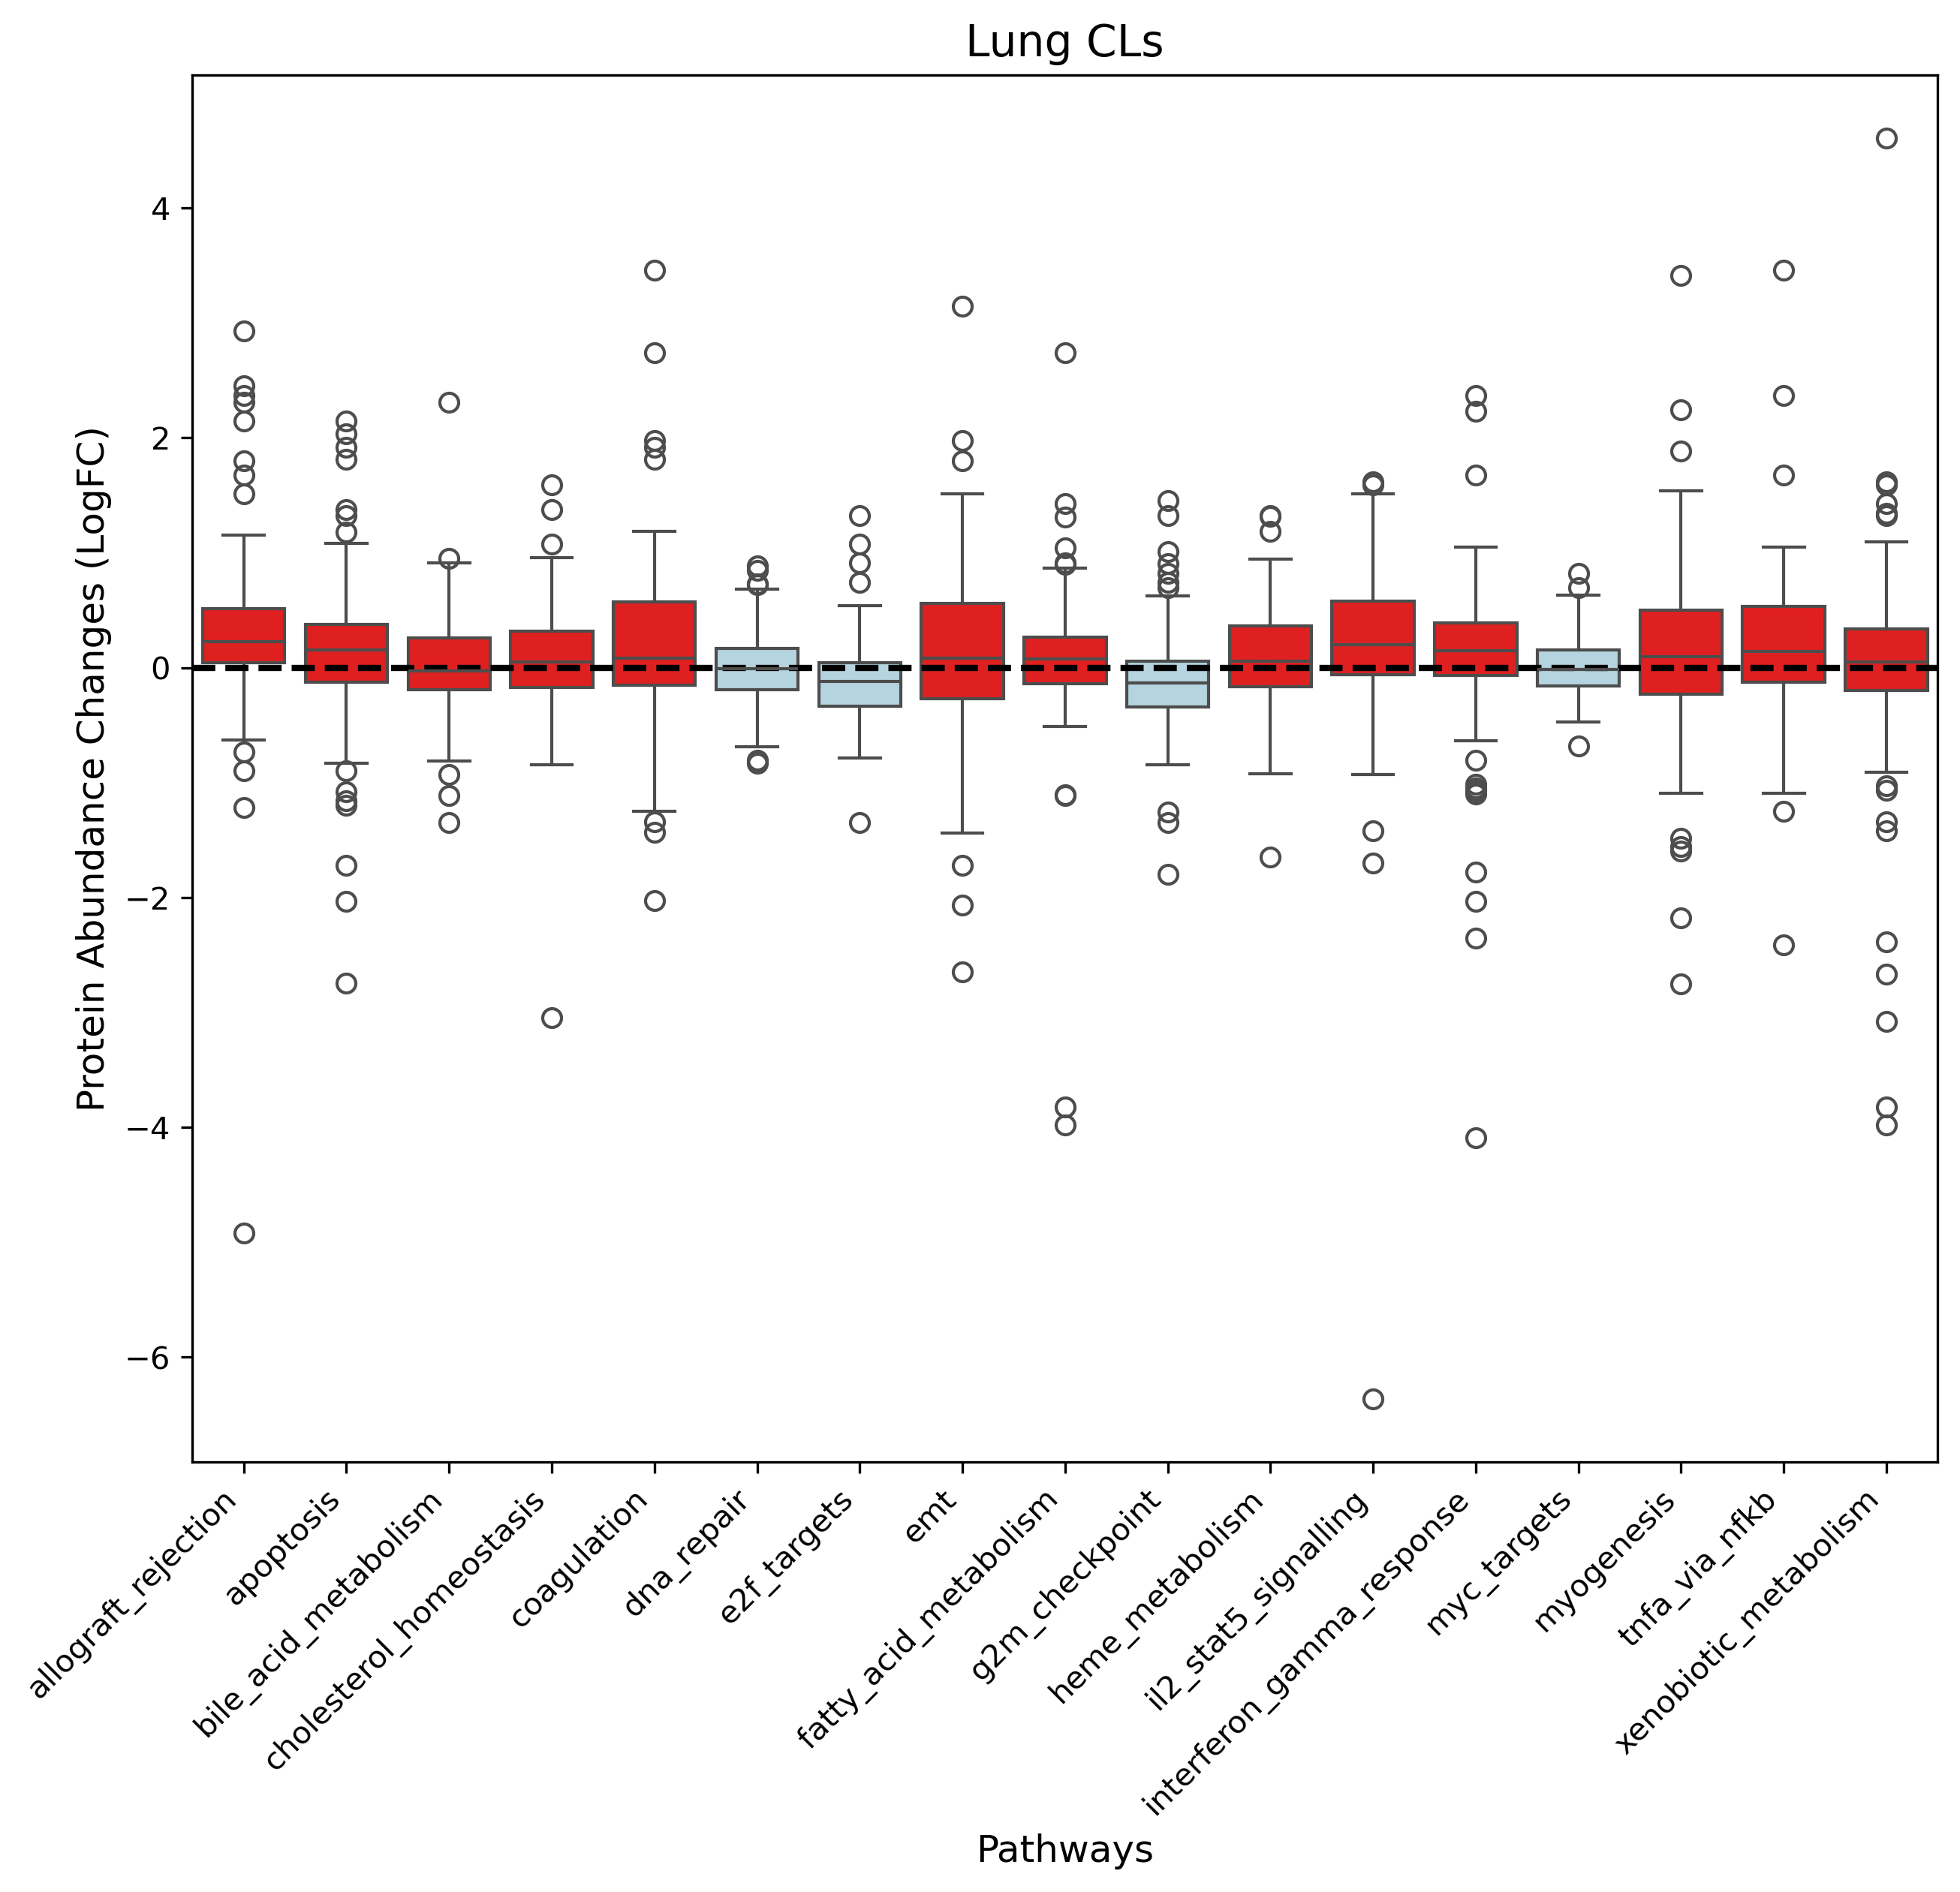 Lung CLs
Protein Abundance Changes (LogFC)
4
2
0
−2
−4
−6
allograft_rejection
apoptosis
bile_acid_metabolism
cholesterol_homeostasis
coagulation
dna_repair
e2f_targets
emt
fatty_acid_metabolism
g2m_checkpoint
heme_metabolism
il2_stat5_signalling
interferon_gamma_response
myc_targets
myogenesis
tnfa_via_nfkb
xenobiotic_metabolism
Pathways